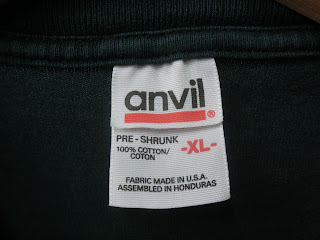 anvil®
PRE-SHRUNK
100% COTTON/
COTON
-XL-
FABRIC MADE IN U.S.A.
ASSEMBLED IN HONDURAS